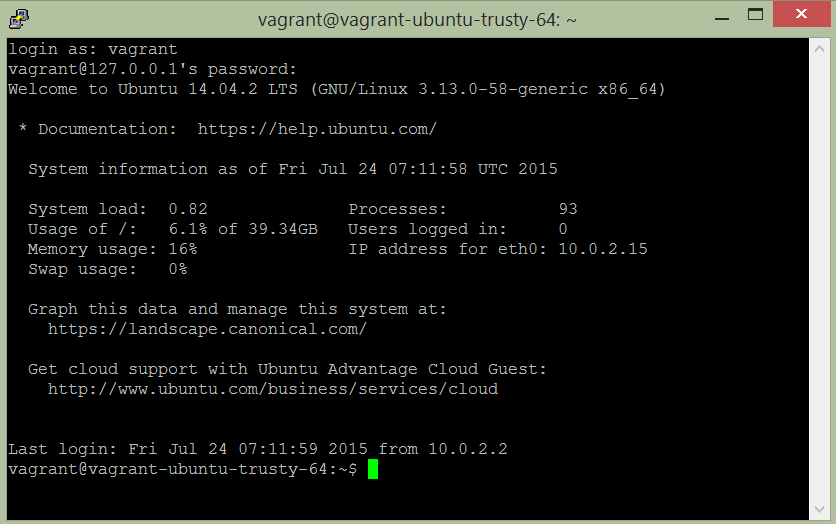 vagrant@vagrant-ubuntu-trusty-64: ~
login as: vagrant
vagrant@127.0.0.1's password:
Welcome to Ubuntu 14.04.2 LTS (GNU/Linux 3.13.0-58-generic x86_64)
* Documentation:  https://help.ubuntu.com/
System information as of Fri Jul 24 07:11:58 UTC 2015
System load:  0.82              Processes:           93
Usage of /:   6.1% of 39.34GB   Users logged in:     0
Memory usage: 16%               IP address for eth0: 10.0.2.15
Swap usage:   0%
Graph this data and manage this system at:
https://landscape.canonical.com/
Get cloud support with Ubuntu Advantage Cloud Guest:
http://www.ubuntu.com/business/services/cloud
Last login: Fri Jul 24 07:11:59 2015 from 10.0.2.2
vagrant@vagrant-ubuntu-trusty-64:~$